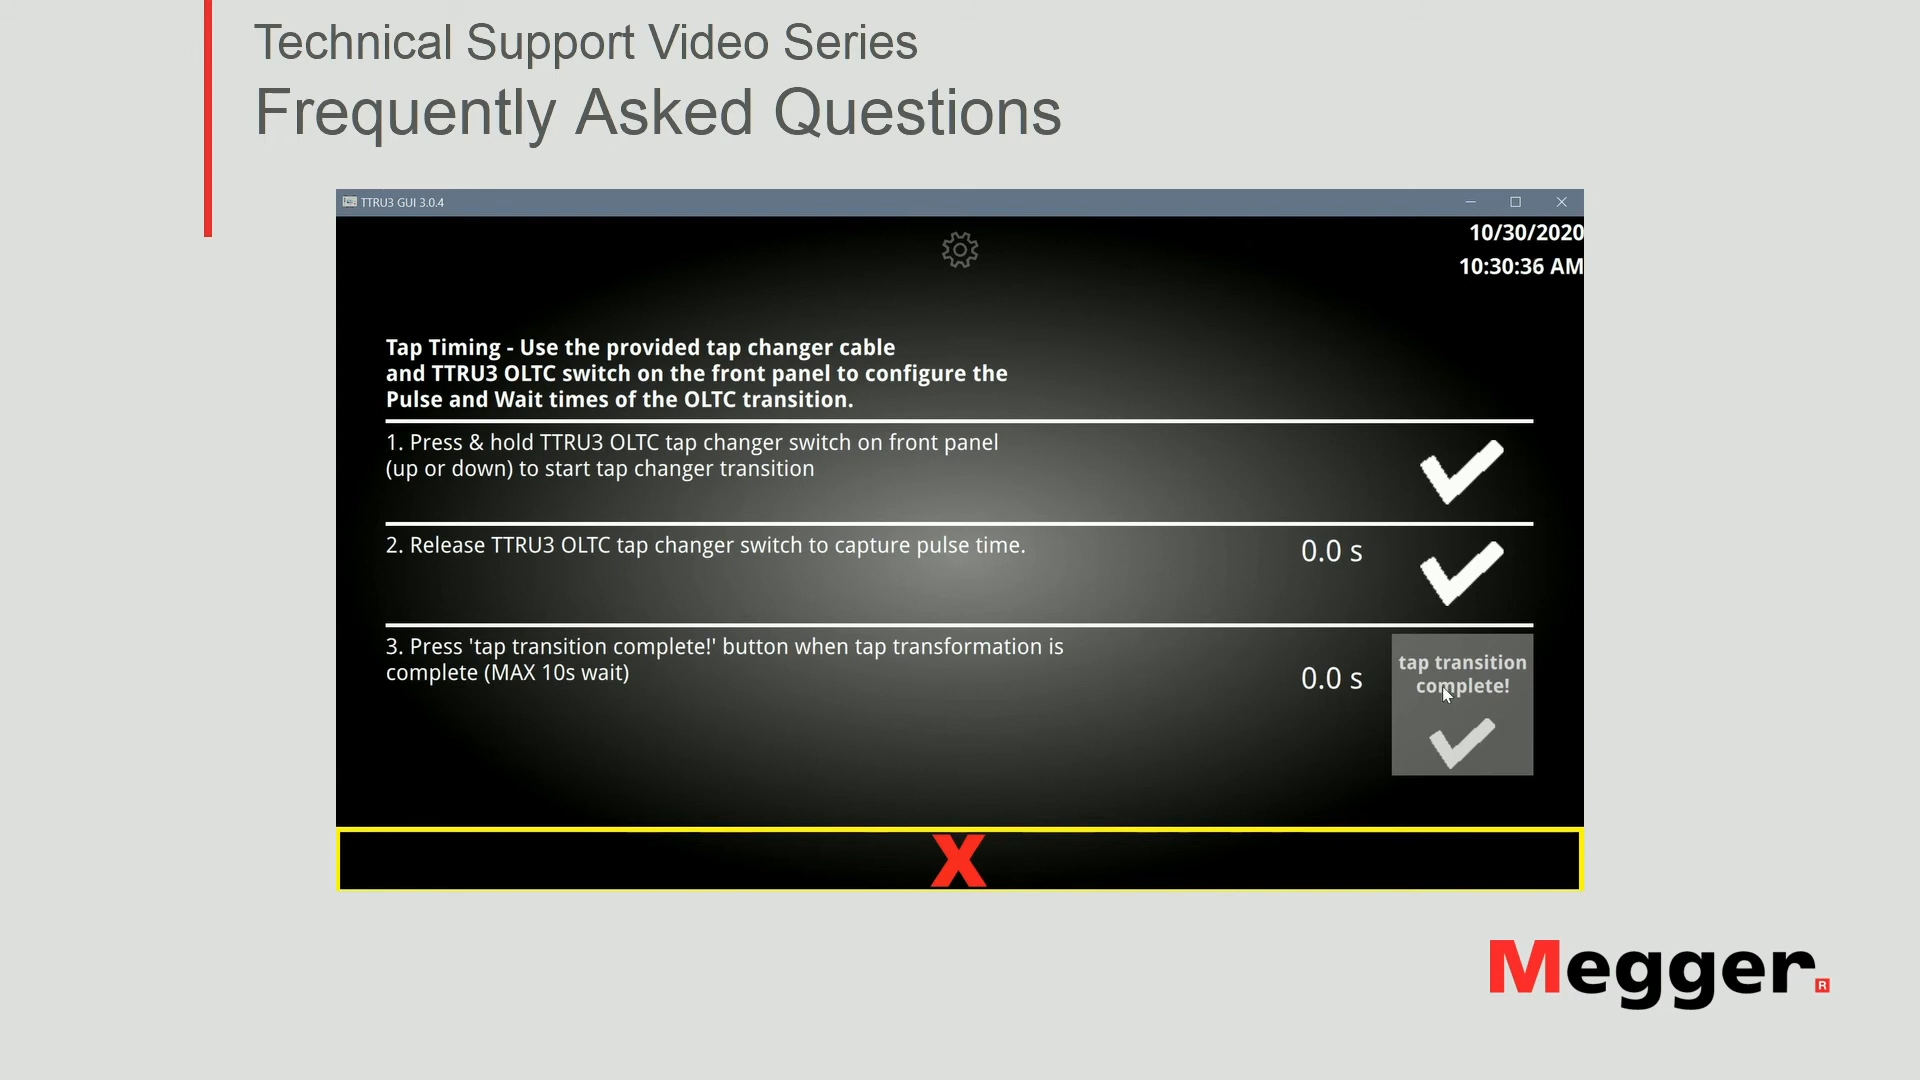 Technical Support Video Series
Frequently Asked Questions
TTRU3 GUI 3.0.4
10/30/2020
10:30:36 AM
Tap Timing - Use the provided tap changer cable
and TTRU3 OLTC switch on the front panel to configure the
Pulse and Wait times of the OLTC transition.
1. Press & hold TTRU3 OLTC tap changer switch on front panel
(up or down) to start tap changer transition
2. Release TTRU3 OLTC tap changer switch to capture pulse time.
0.0 s
3. Press 'tap transition complete!' button when tap transformation is
complete (MAX 10s wait)
0.0 s
tap transition
complete!
X
Megger®